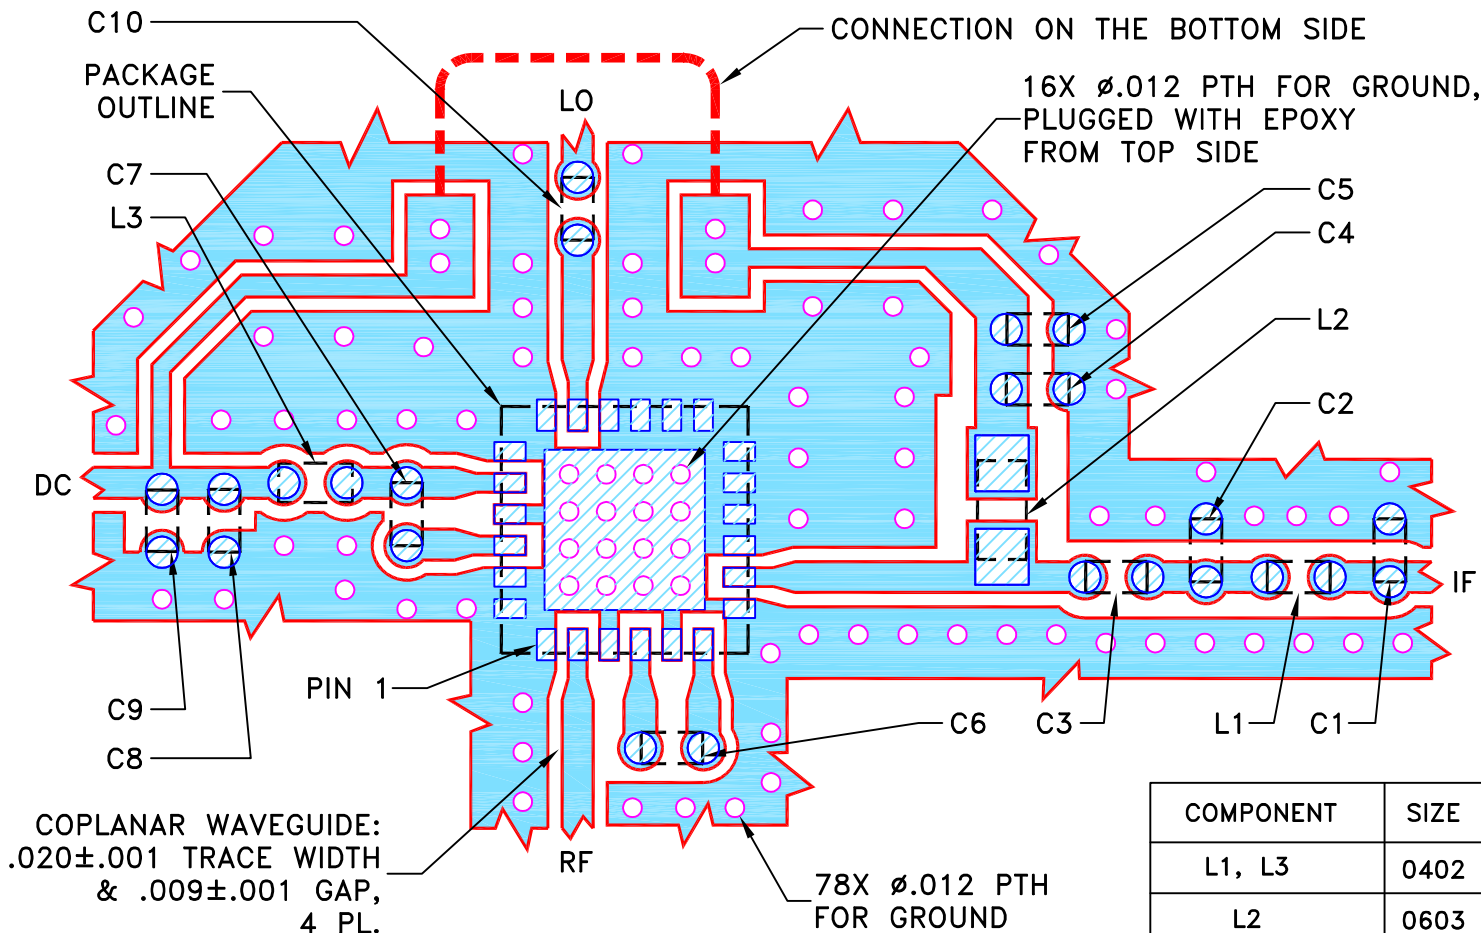 C10
CONNECTION ON THE BOTTOM SIDE
PACKAGE
OUTLINE
LO
16X ø.012 PTH FOR GROUND,
PLUGGED WITH EPOXY
FROM TOP SIDE
C7
L3
C5
C4
L2
C2
DC
IF
PIN 1
C9
C8
C6
C3
L1
C1
COPLANAR WAVEGUIDE:
.020±.001 TRACE WIDTH
& .009±.001 GAP,
4 PL.
RF
78X ø.012 PTH
FOR GROUND
COMPONENT SIZE
L1, L3 0402
L2 0603